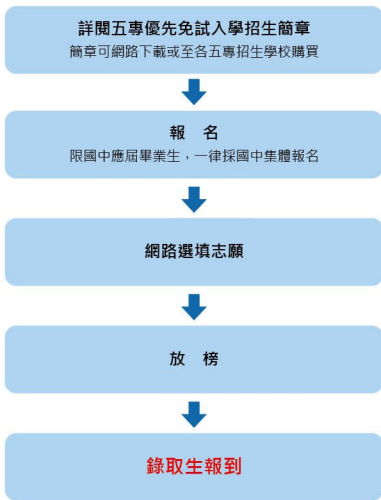 詳閱五專優先免試入學招生簡章
簡章可網路下載或至各五專招生學校購買
報　名
限國中應屆畢業生，一律採國中集體報名
網路選填志願
放　榜
錄取生報到